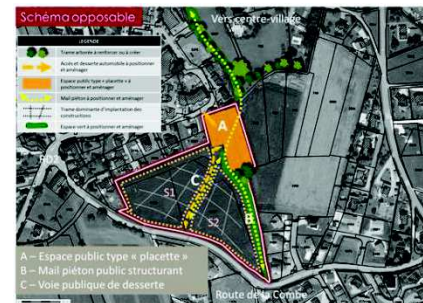 Schéma opposable
Vers centre-village
LEGENDE
Trame arborée à renforcer ou à créer
Accès et desserte automobile à positionner
et aménager
Espace public type « placette » à
positionner et aménager
Mail piéton à positionner et aménager
Trame dominante d'implantation des
constructions
Espace vert à positionner et aménager
A
C
S1
S2
B
A – Espace public type « placette »
B – Mail piéton public structurant
C – Voie publique de desserte
Route de la Combe